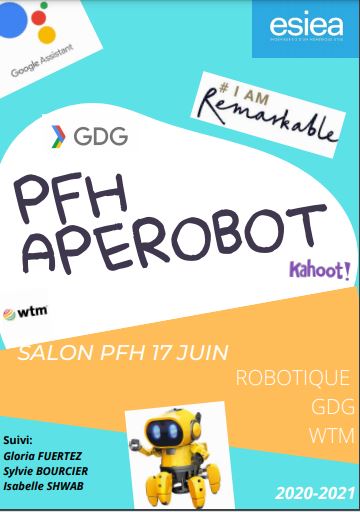 esiea
Google Assistant
# I AM
Remarkable
GDG
PFH
APEROBOT
Kahoot!
wtm
SALON PFH 17 JUIN
ROBOTIQUE
GDG
WTM
Suivi:
Gloria FUERTEZ
Sylvie BOURCIER
Isabelle SHWAB
2020-2021